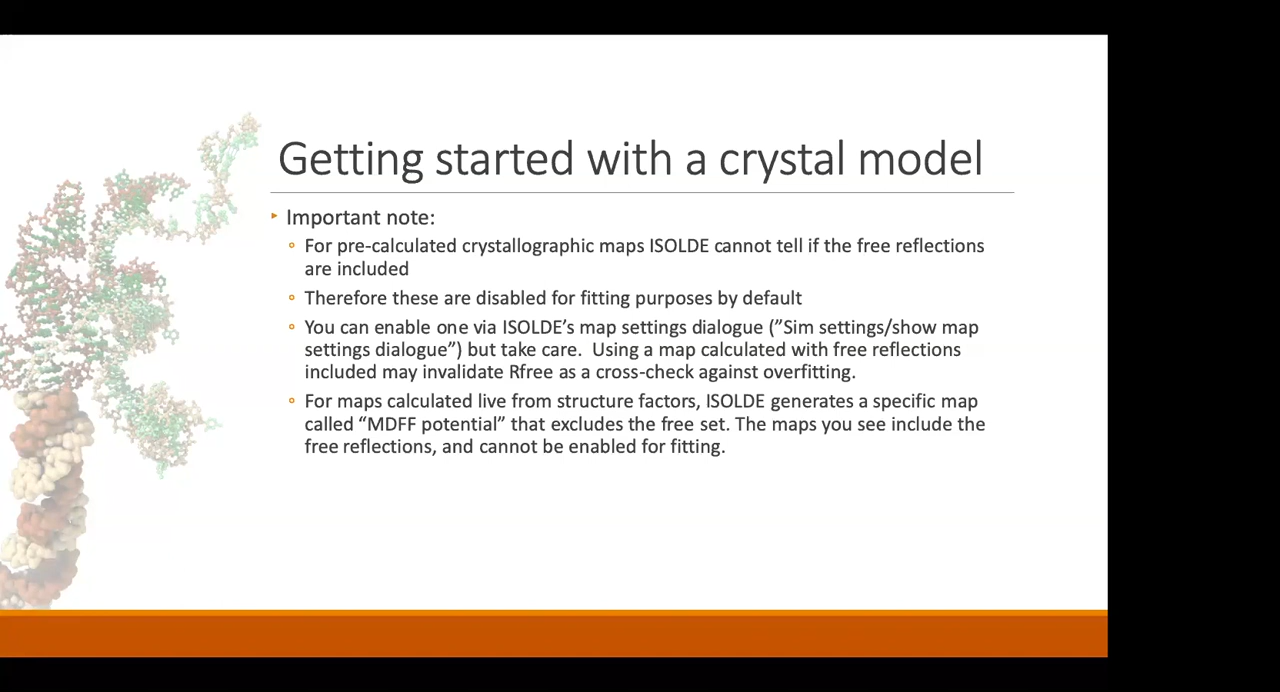 Getting started with a crystal model
Important note:
For pre-calculated crystallographic maps ISOLDE cannot tell if the free reflections
are included
Therefore these are disabled for fitting purposes by default
You can enable one via ISOLDE’s map settings dialogue (”Sim settings/show map
settings dialogue”) but take care.  Using a map calculated with free reflections
included may invalidate Rfree as a cross-check against overfitting.
For maps calculated live from structure factors, ISOLDE generates a specific map
called “MDFF potential” that excludes the free set. The maps you see include the
free reflections, and cannot be enabled for fitting.